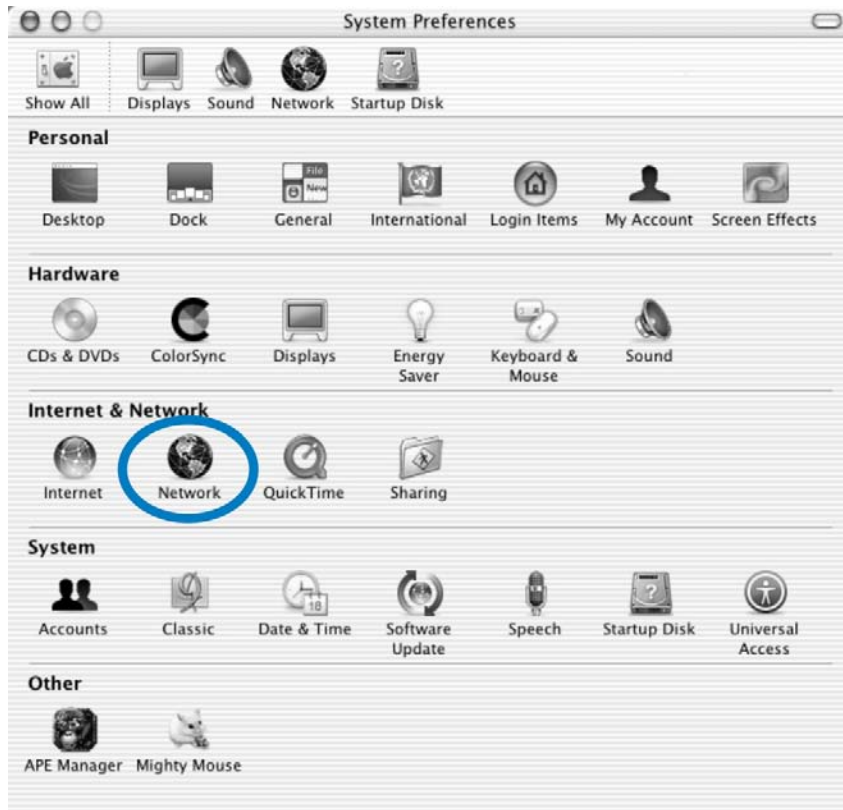 System Preferences
Show All Displays Sound Network Startup Disk
Personal
File
New
Desktop Dock General International Login Items My Account Screen Effects
Hardware
CDs & DVDs ColorSync Displays Energy Saver Keyboard & Mouse Sound
Internet & Network
Internet Network QuickTime Sharing
System
18
Accounts Classic Date & Time Software Update Speech Startup Disk Universal Access
Other
APE Manager Mighty Mouse